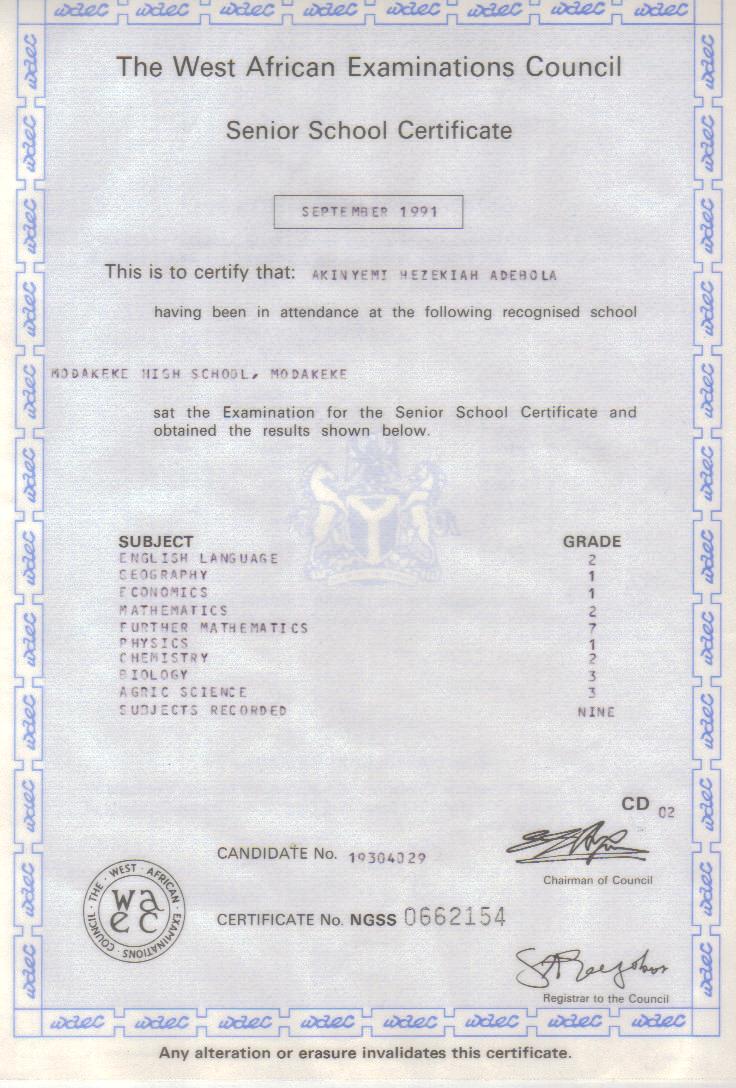 waec waec waec waec waec waec waec waec
The West African Examinations Council
Senior School Certificate
SEPTEMBER 1991
This is to certify that: AKINYEMI HEZEKIAH ADEBOLA
having been in attendance at the following recognised school
MODAKEKE HIGH SCHOOL, MODAKEKE
sat the Examination for the Senior School Certificate and
obtained the results shown below.
SUBJECT GRADE
ENGLISH LANGUAGE 2
GEOGRAPHY 1
ECONOMICS 1
MATHEMATICS 2
FURTHER MATHEMATICS 7
PHYSICS 1
CHEMISTRY 2
BIOLOGY 3
AGRIC SCIENCE 3
SUBJECTS RECORDED NINE
CD 02
CANDIDATE No. 19304029
Chairman of Council
THE · WEST · AFRICAN · EXAMINATIONS · COUNCIL ·
wa
ec
CERTIFICATE No. NGSS 0662154
Registrar to the Council
waec waec waec waec waec waec waec waec
Any alteration or erasure invalidates this certificate.